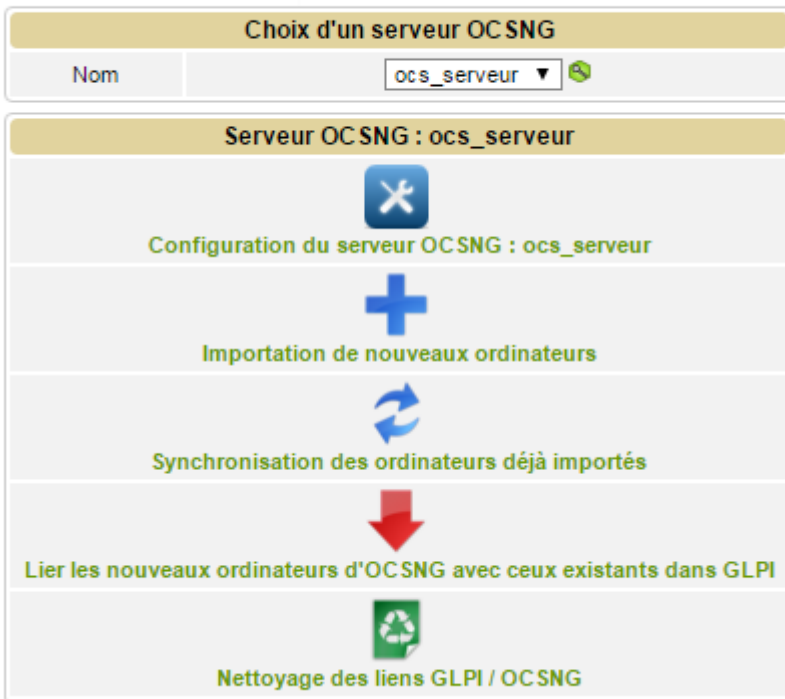 Choix d'un serveur OCSNG
Nom ocs_serveur
Serveur OCSNG : ocs_serveur
Configuration du serveur OCSNG : ocs_serveur
Importation de nouveaux ordinateurs
Synchronisation des ordinateurs déjà importés
Lier les nouveaux ordinateurs d'OCSNG avec ceux existants dans GLPI
Nettoyage des liens GLPI / OCSNG